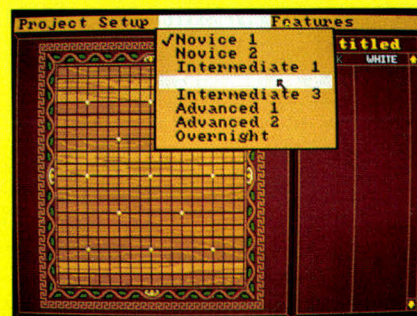 Project Setup Features
✓Novice 1
Novice 2
Intermediate 1
Intermediate 3
Advanced 1
Advanced 2
Overnight
titled
K WHITE